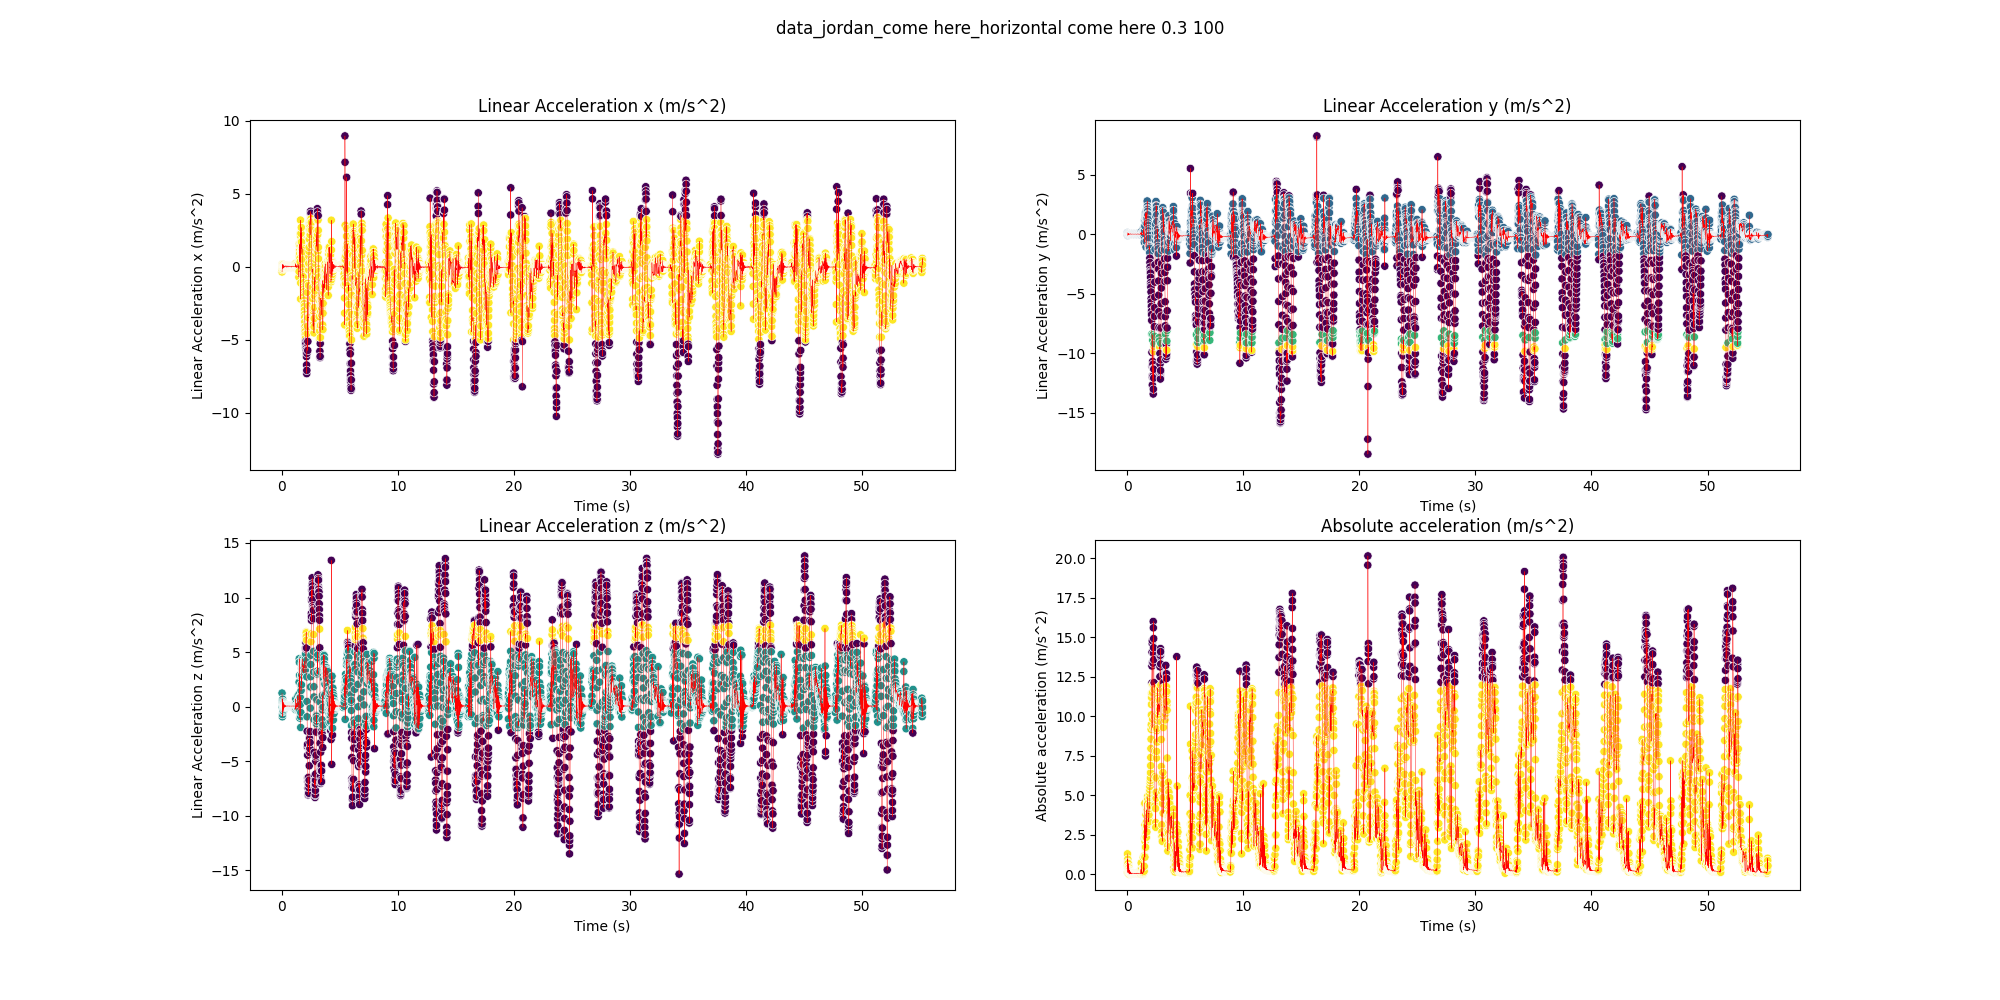 data_jordan_come here_horizontal come here 0.3 100
Linear Acceleration x (m/s^2)
Linear Acceleration x (m/s^2)
10
5
0
−5
−10
0 10 20 30 40 50
Time (s)
Linear Acceleration y (m/s^2)
Linear Acceleration y (m/s^2)
5
0
−5
−10
−15
0 10 20 30 40 50
Time (s)
Linear Acceleration z (m/s^2)
Linear Acceleration z (m/s^2)
15
10
5
0
−5
−10
−15
0 10 20 30 40 50
Time (s)
Absolute acceleration (m/s^2)
Absolute acceleration (m/s^2)
20.0
17.5
15.0
12.5
10.0
7.5
5.0
2.5
0.0
0 10 20 30 40 50
Time (s)